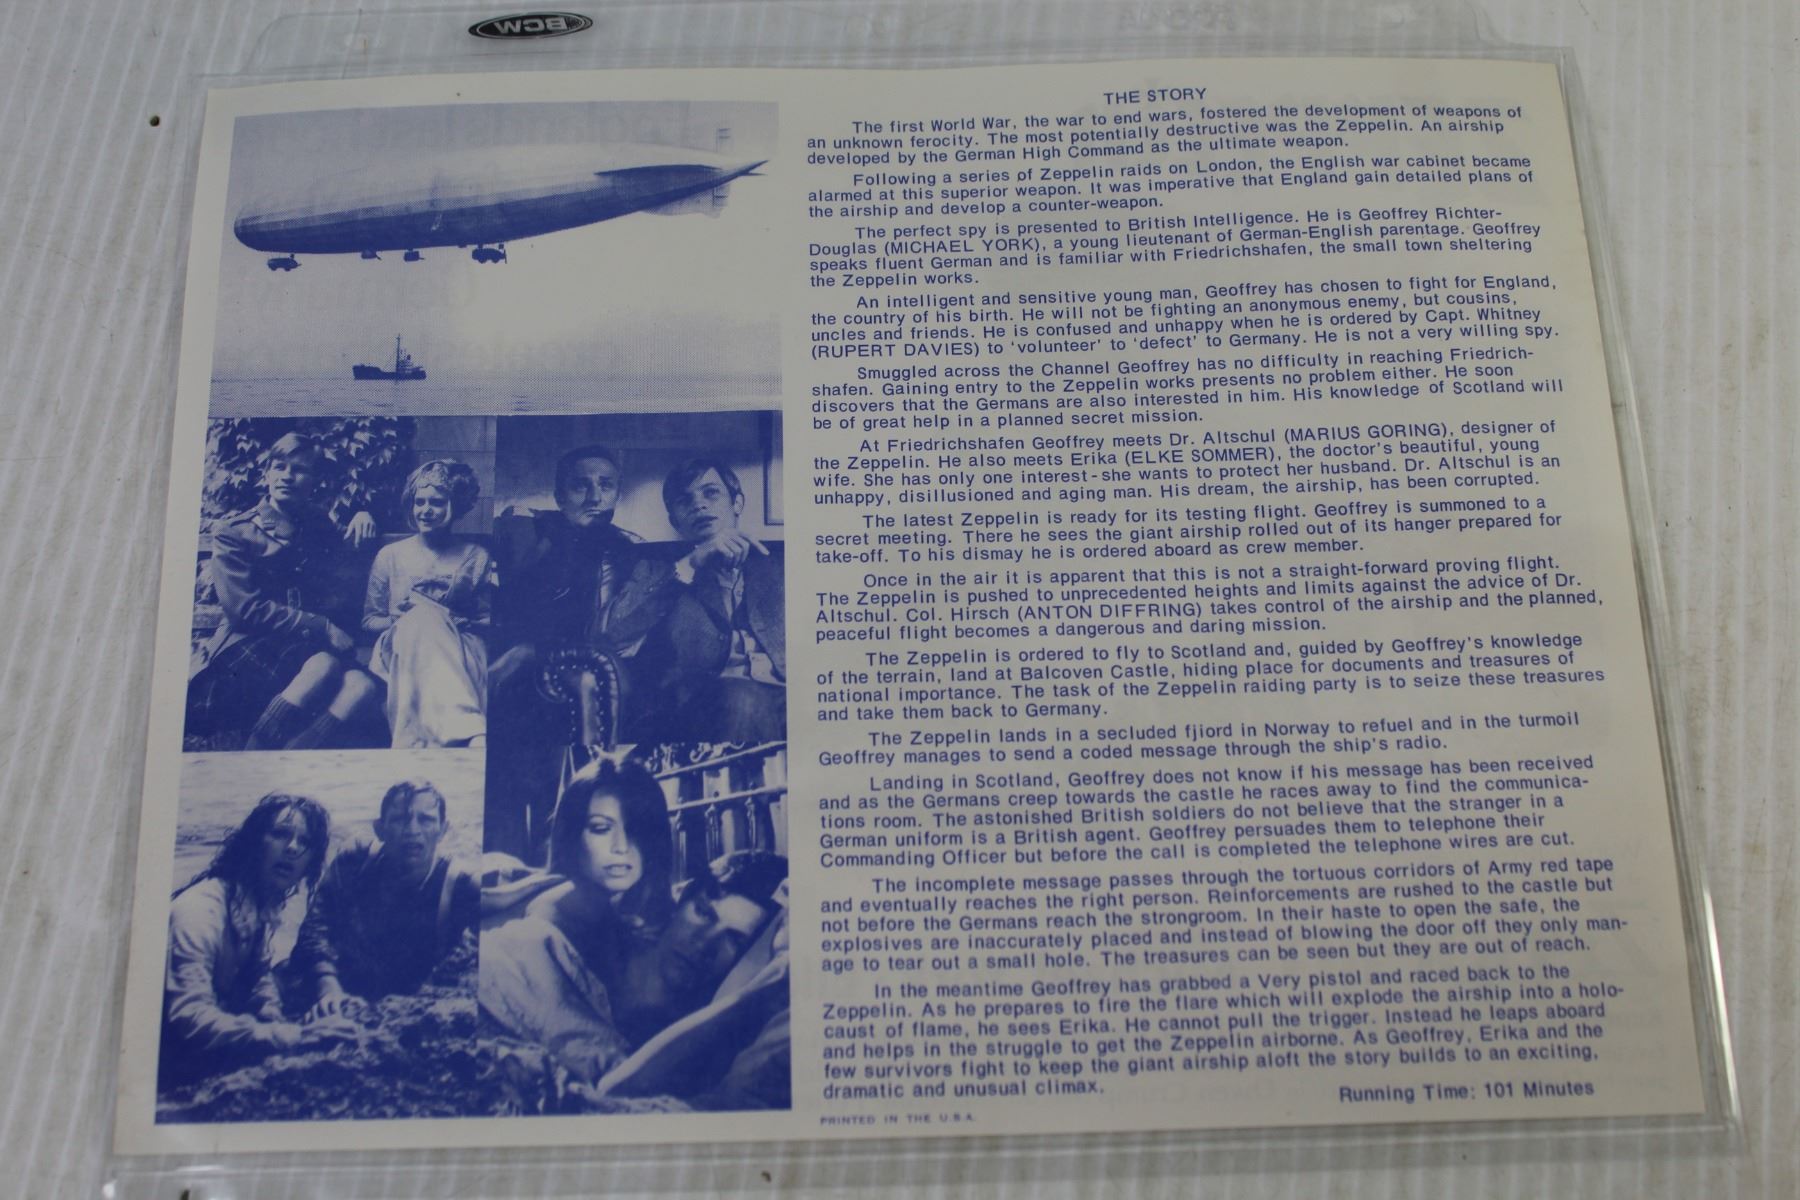 BCW
THE STORY
The first World War, the war to end wars, fostered the development of weapons of
an unknown ferocity. The most potentially destructive was the Zeppelin. An airship
developed by the German High Command as the ultimate weapon.
Following a series of Zeppelin raids on London, the English war cabinet became
alarmed at this superior weapon. It was imperative that England gain detailed plans of
the airship and develop a counter-weapon.
The perfect spy is presented to British Intelligence. He is Geoffrey Richter-
Douglas (MICHAEL YORK), a young lieutenant of German-English parentage. Geoffrey
speaks fluent German and is familiar with Friedrichshafen, the small town sheltering
the Zeppelin works.
An intelligent and sensitive young man, Geoffrey has chosen to fight for England,
the country of his birth. He will not be fighting an anonymous enemy, but cousins,
uncles and friends. He is confused and unhappy when he is ordered by Capt. Whitney
(RUPERT DAVIES) to 'volunteer' to 'defect' to Germany. He is not a very willing spy.
Smuggled across the Channel Geoffrey has no difficulty in reaching Friedrich-
shafen. Gaining entry to the Zeppelin works presents no problem either. He soon
discovers that the Germans are also interested in him. His knowledge of Scotland will
be of great help in a planned secret mission.
At Friedrichshafen Geoffrey meets Dr. Altschul (MARIUS GORING), designer of
the Zeppelin. He also meets Erika (ELKE SOMMER), the doctor's beautiful, young
wife. She has only one interest-she wants to protect her husband. Dr. Altschul is an
unhappy, disillusioned and aging man. His dream, the airship, has been corrupted.
The latest Zeppelin is ready for its testing flight. Geoffrey is summoned to a
secret meeting. There he sees the giant airship rolled out of its hanger prepared for
take-off. To his dismay he is ordered aboard as crew member.
Once in the air it is apparent that this is not a straight-forward proving flight.
The Zeppelin is pushed to unprecedented heights and limits against the advice of Dr.
Altschul. Col. Hirsch (ANTON DIFFRING) takes control of the airship and the planned,
peaceful flight becomes a dangerous and daring mission.
The Zeppelin is ordered to fly to Scotland and, guided by Geoffrey's knowledge
of the terrain, land at Balcoven Castle, hiding place for documents and treasures of
national importance. The task of the Zeppelin raiding party is to seize these treasures
and take them back to Germany.
The Zeppelin lands in a secluded fjiord in Norway to refuel and in the turmoil
Geoffrey manages to send a coded message through the ship's radio.
Landing in Scotland, Geoffrey does not know if his message has been received
and as the Germans creep towards the castle he races away to find the communica-
tions room. The astonished British soldiers do not believe that the stranger in a
German uniform is a British agent. Geoffrey persuades them to telephone their
Commanding Officer but before the call is completed the telephone wires are cut.
The incomplete message passes through the tortuous corridors of Army red tape
and eventually reaches the right person. Reinforcements are rushed to the castle but
not before the Germans reach the strongroom. In their haste to open the safe, the
explosives are inaccurately placed and instead of blowing the door off they only man-
age to tear out a small hole. The treasures can be seen but they are out of reach.
In the meantime Geoffrey has grabbed a Very pistol and raced back to the
Zeppelin. As he prepares to fire the flare which will explode the airship into a holo-
caust of flame, he sees Erika. He cannot pull the trigger. Instead he leaps aboard
and helps in the struggle to get the Zeppelin airborne. As Geoffrey, Erika and the
few survivors fight to keep the giant airship aloft the story builds to an exciting,
dramatic and unusual climax.
Running Time: 101 Minutes
PRINTED IN THE U.S.A.